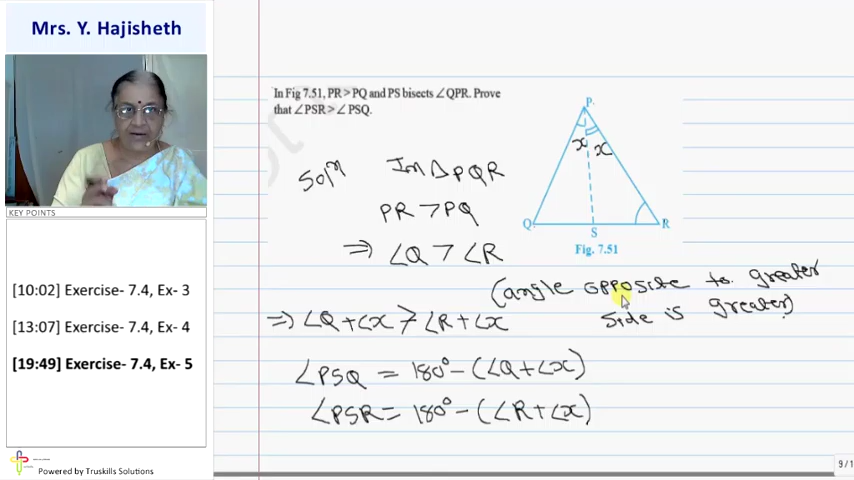 Mrs. Y. Hajisheth
KEY POINTS
[10:02] Exercise- 7.4, Ex- 3
[13:07] Exercise- 7.4, Ex- 4
[19:49] Exercise- 7.4, Ex- 5
Powered by Truskills Solutions
In Fig 7.51, PR > PQ and PS bisects ∠QPR. Prove
that ∠PSR > ∠PSQ.
P
x x
Q S R
Fig. 7.51
Solⁿ In △PQR
PR > PQ
⇒ ∠Q > ∠R
(angle opposite to greater
side is greater)
⇒ ∠Q + ∠x > ∠R + ∠x
∠PSQ = 180° - (∠Q + ∠x)
∠PSR = 180° - (∠R + ∠x)
9/1